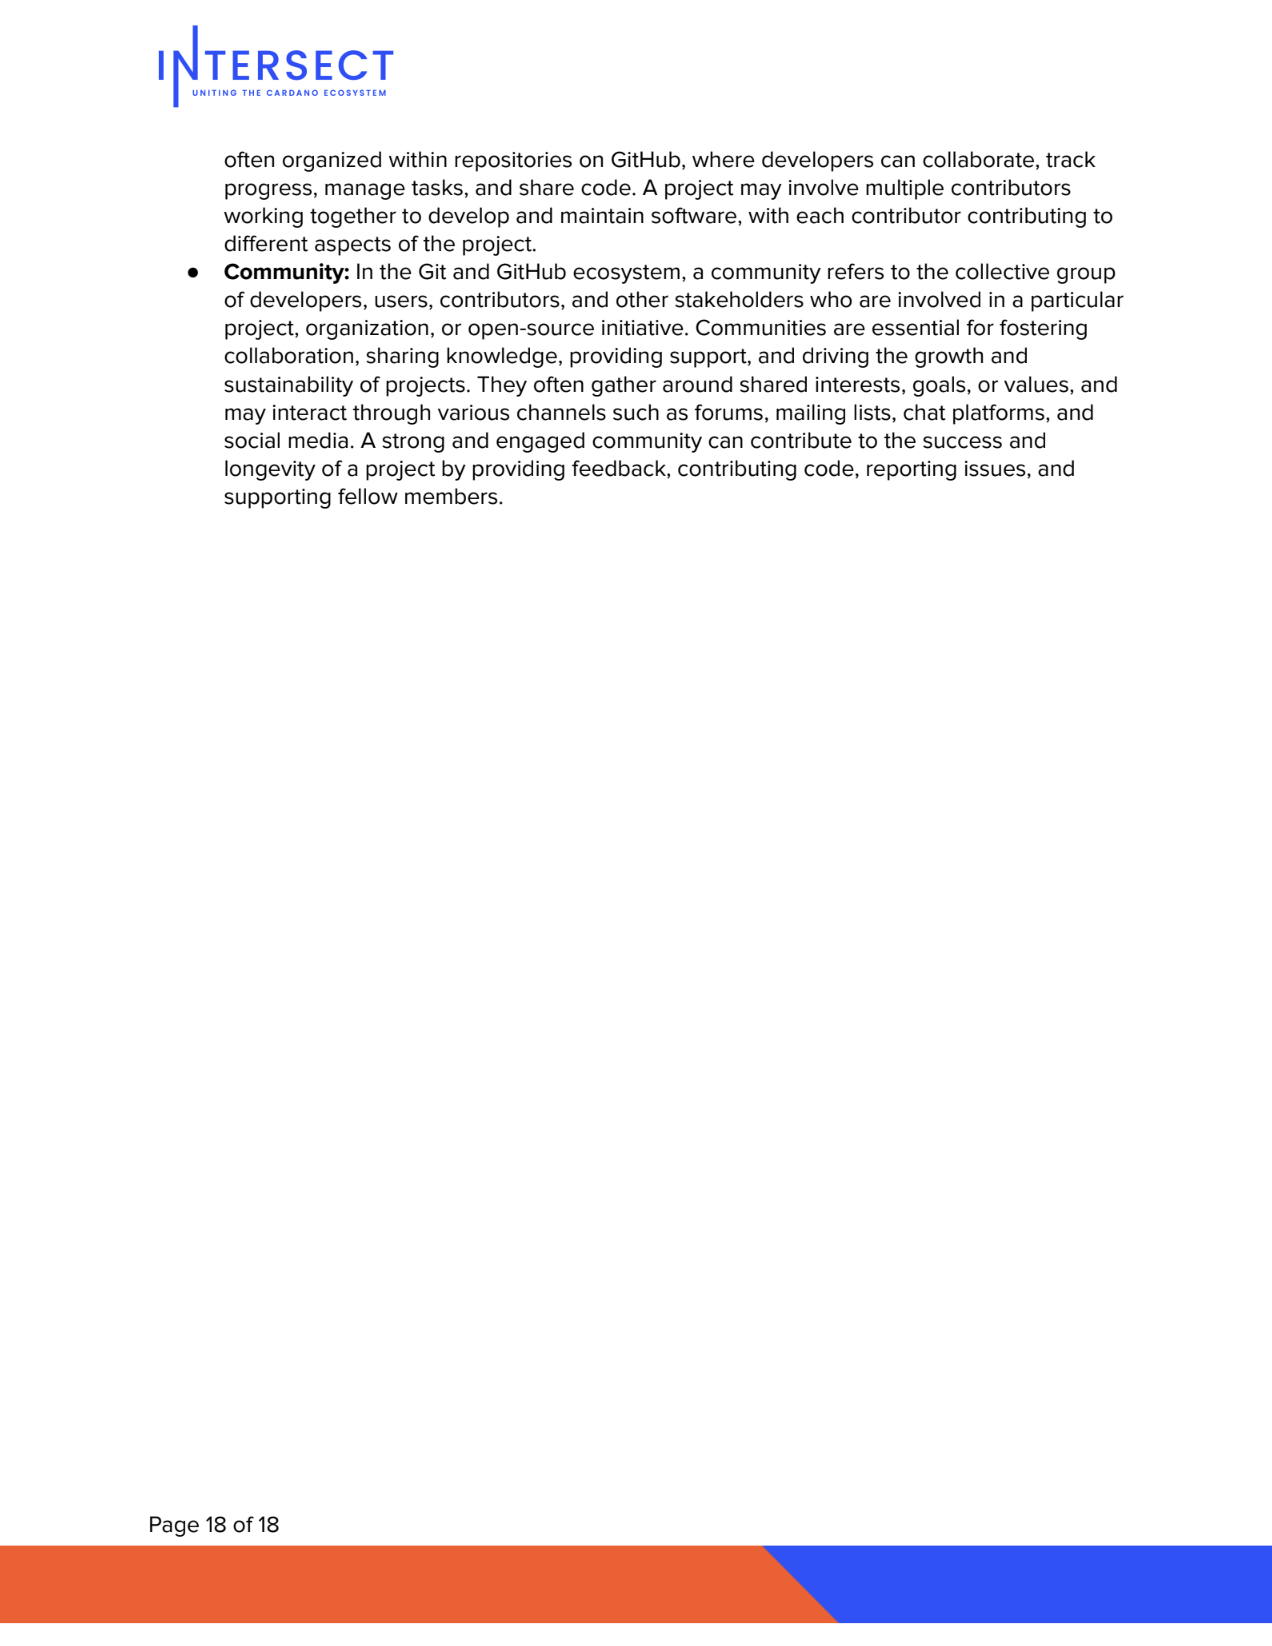 INTERSECT
UNITING THE CARDANO ECOSYSTEM
often organized within repositories on GitHub, where developers can collaborate, track
progress, manage tasks, and share code. A project may involve multiple contributors
working together to develop and maintain software, with each contributor contributing to
different aspects of the project.
● Community: In the Git and GitHub ecosystem, a community refers to the collective group
of developers, users, contributors, and other stakeholders who are involved in a particular
project, organization, or open-source initiative. Communities are essential for fostering
collaboration, sharing knowledge, providing support, and driving the growth and
sustainability of projects. They often gather around shared interests, goals, or values, and
may interact through various channels such as forums, mailing lists, chat platforms, and
social media. A strong and engaged community can contribute to the success and
longevity of a project by providing feedback, contributing code, reporting issues, and
supporting fellow members.
Page 18 of 18